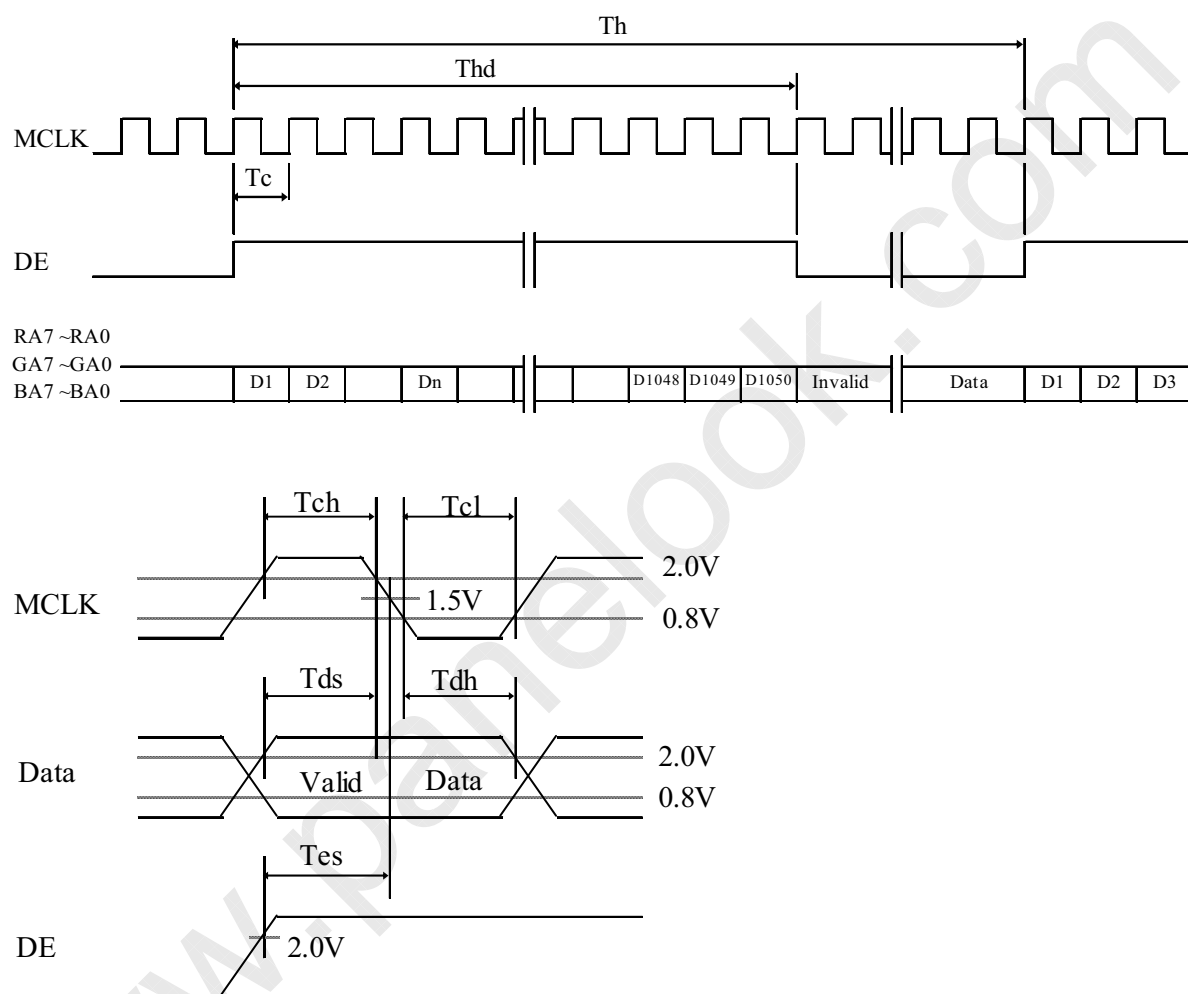 Th
Thd
MCLK
Tc
DE
RA7 ~RA0
GA7 ~GA0
BA7 ~BA0
D1 D2 Dn D1048 D1049 D1050 Invalid Data D1 D2 D3
Tch Tcl
MCLK
2.0V
1.5V
0.8V
Tds Tdh
Data
Valid Data
2.0V
0.8V
Tes
DE
2.0V
w.panelook.com